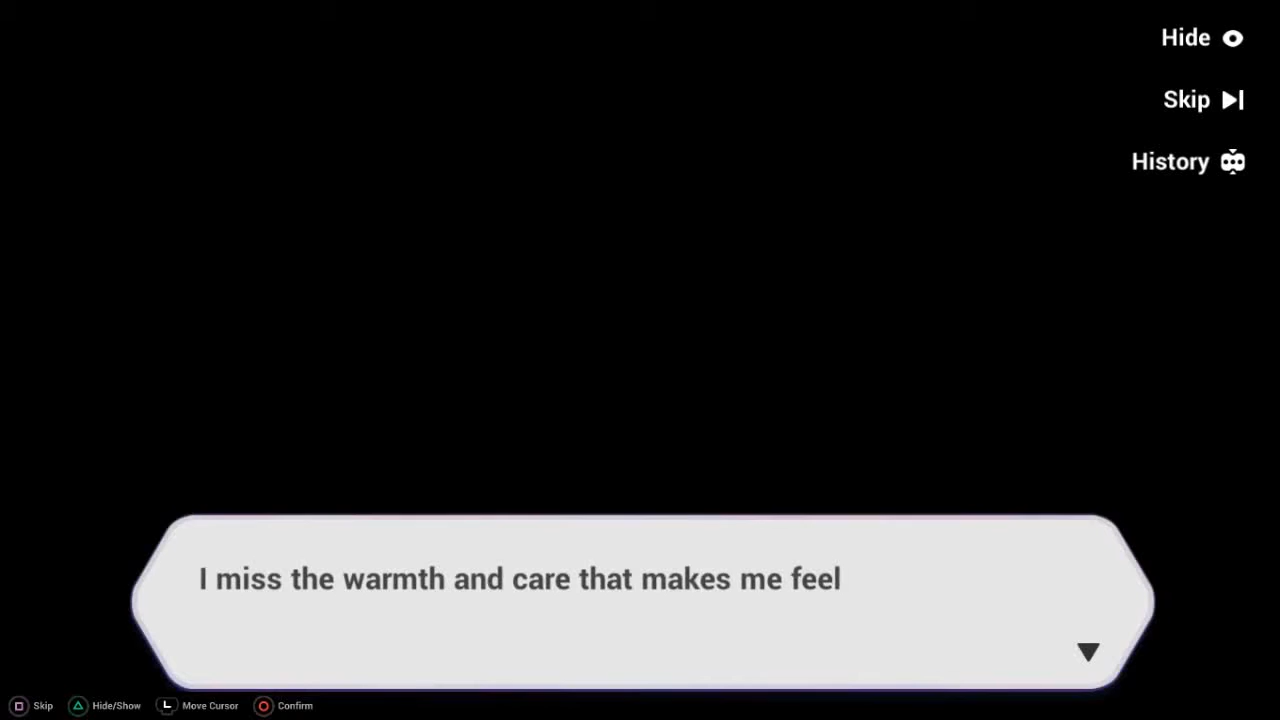 Hide
Skip
History
I miss the warmth and care that makes me feel
Skip Hide/Show Move Cursor Confirm